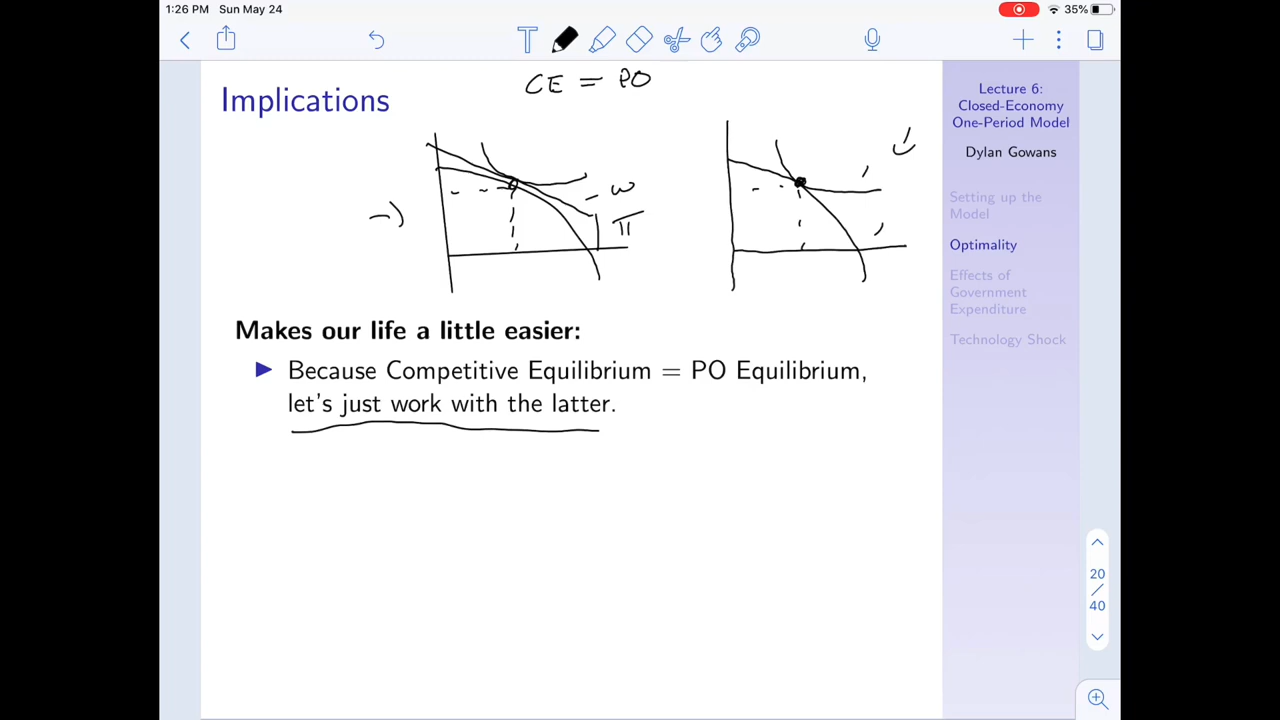 1:26 PM Sun May 24
35%
CE = PO
Implications
-w
π
Makes our life a little easier:
Because Competitive Equilibrium = PO Equilibrium,
let's just work with the latter.
Lecture 6:
Closed-Economy
One-Period Model
Dylan Gowans
Setting up the
Model
Optimality
Effects of
Government
Expenditure
Technology Shock
20
/
40